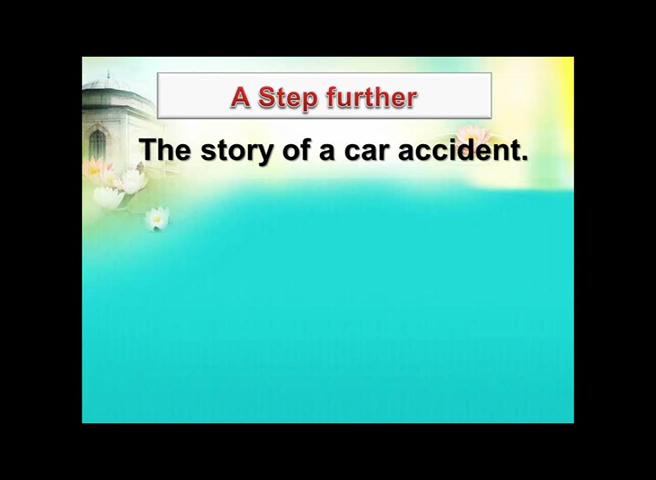 A Step further
The story of a car accident.